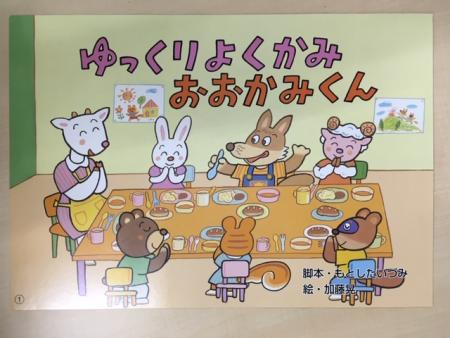 ゆっくりよくかみ
おおかみくん
脚本・もとしたいづみ
絵・加藤晃
①